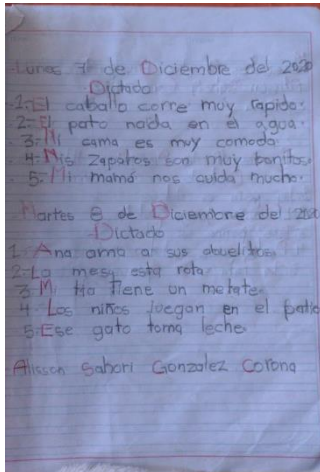 Lunes 7 de Diciembre del 2020
Dictado
1-El caballo corre muy rapido.
2-El pato naida en el agua.
3-Mi cama es muy comoda
4-Mis zapatos son muy bonitos.
5-Mi mamá nos cuida mucho.
Martes 8 de Diciembre del 2020
Dictado
1 Ana ama a sus abuelitos.
2-La mesa esta rota.
3 Mi tio tiene un metate.
4 Los niños juegan en el patio
5-Ese gato toma leche.
Alisson Sahori Gonzalez Corona